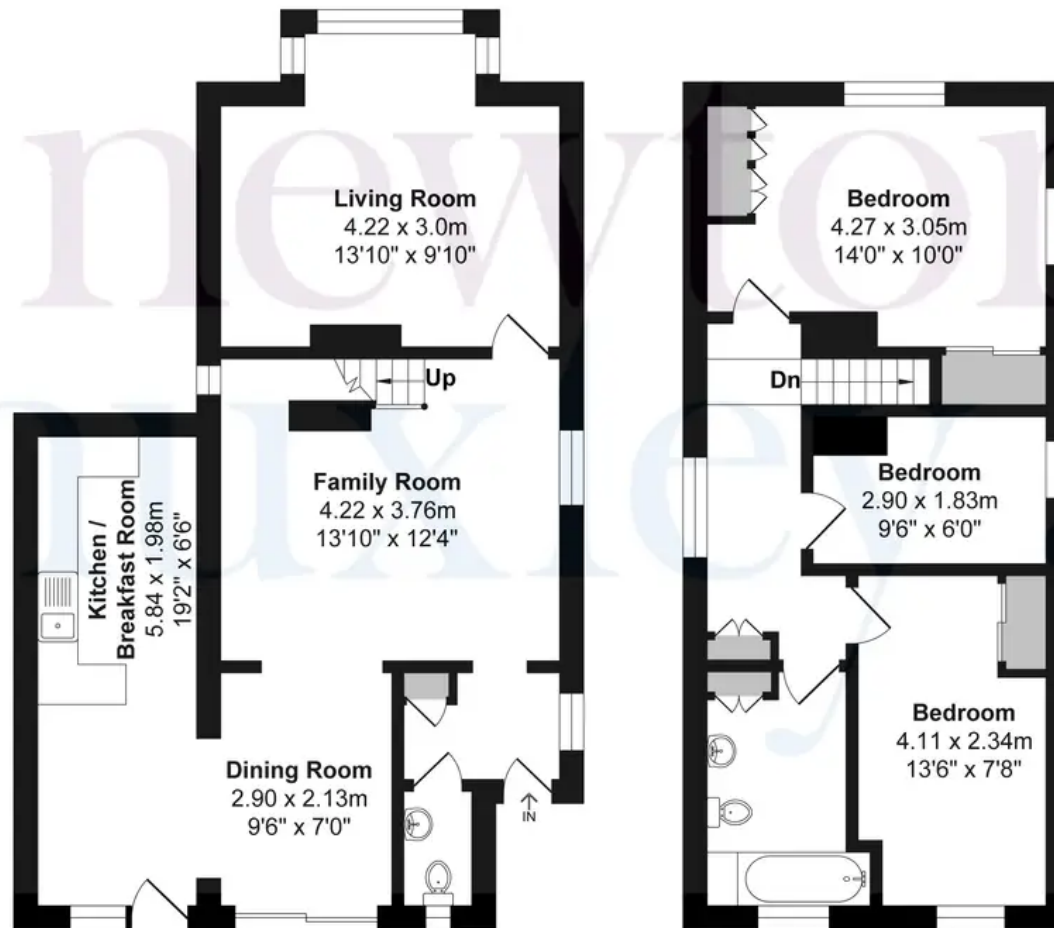 newton
huxley
Living Room
4.22 x 3.0m
13'10" x 9'10"
Up
Family Room
4.22 x 3.76m
13'10" x 12'4"
Kitchen /
Breakfast Room
5.84 x 1.98m
19'2" x 6'6"
Dining Room
2.90 x 2.13m
9'6" x 7'0"
IN
Bedroom
4.27 x 3.05m
14'0" x 10'0"
Dn
Bedroom
2.90 x 1.83m
9'6" x 6'0"
Bedroom
4.11 x 2.34m
13'6" x 7'8"